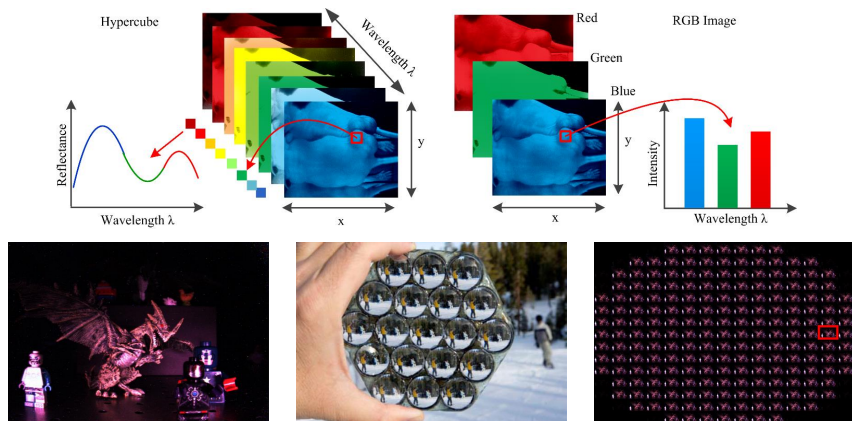 Hypercube
Wavelength λ
Reflectance
Wavelength λ
y
x
Red
Green
Blue
RGB Image
y
x
Intensity
Wavelength λ